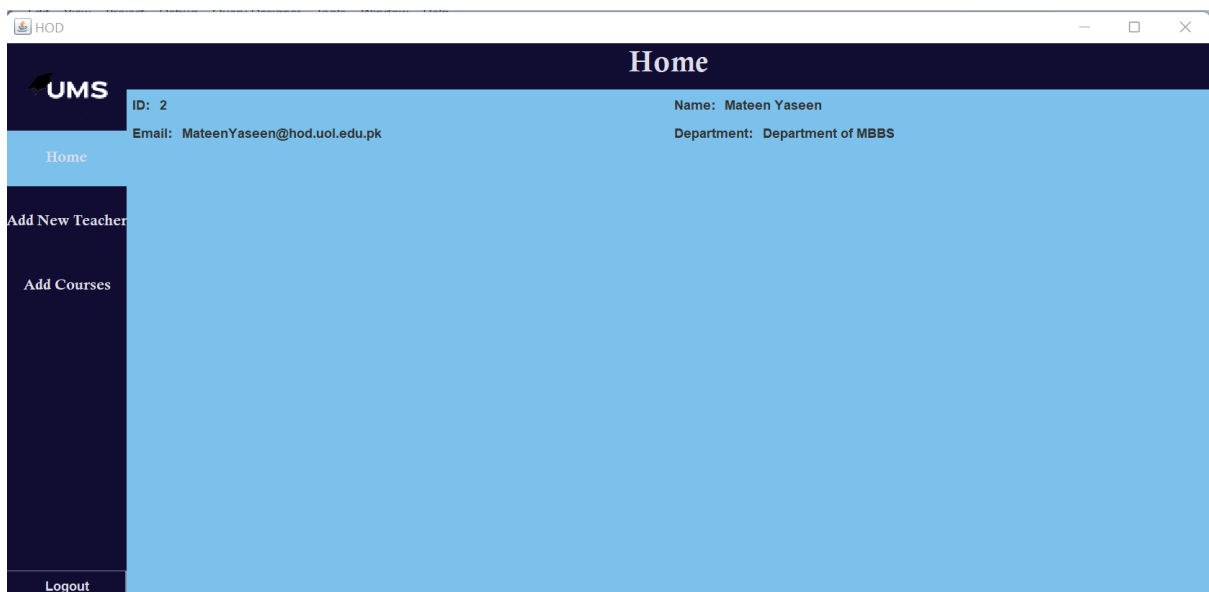 HOD
Home
UMS
ID: 2 Name: Mateen Yaseen
Email: MateenYaseen@hod.uol.edu.pk Department: Department of MBBS
Home
Add New Teacher
Add Courses
Logout